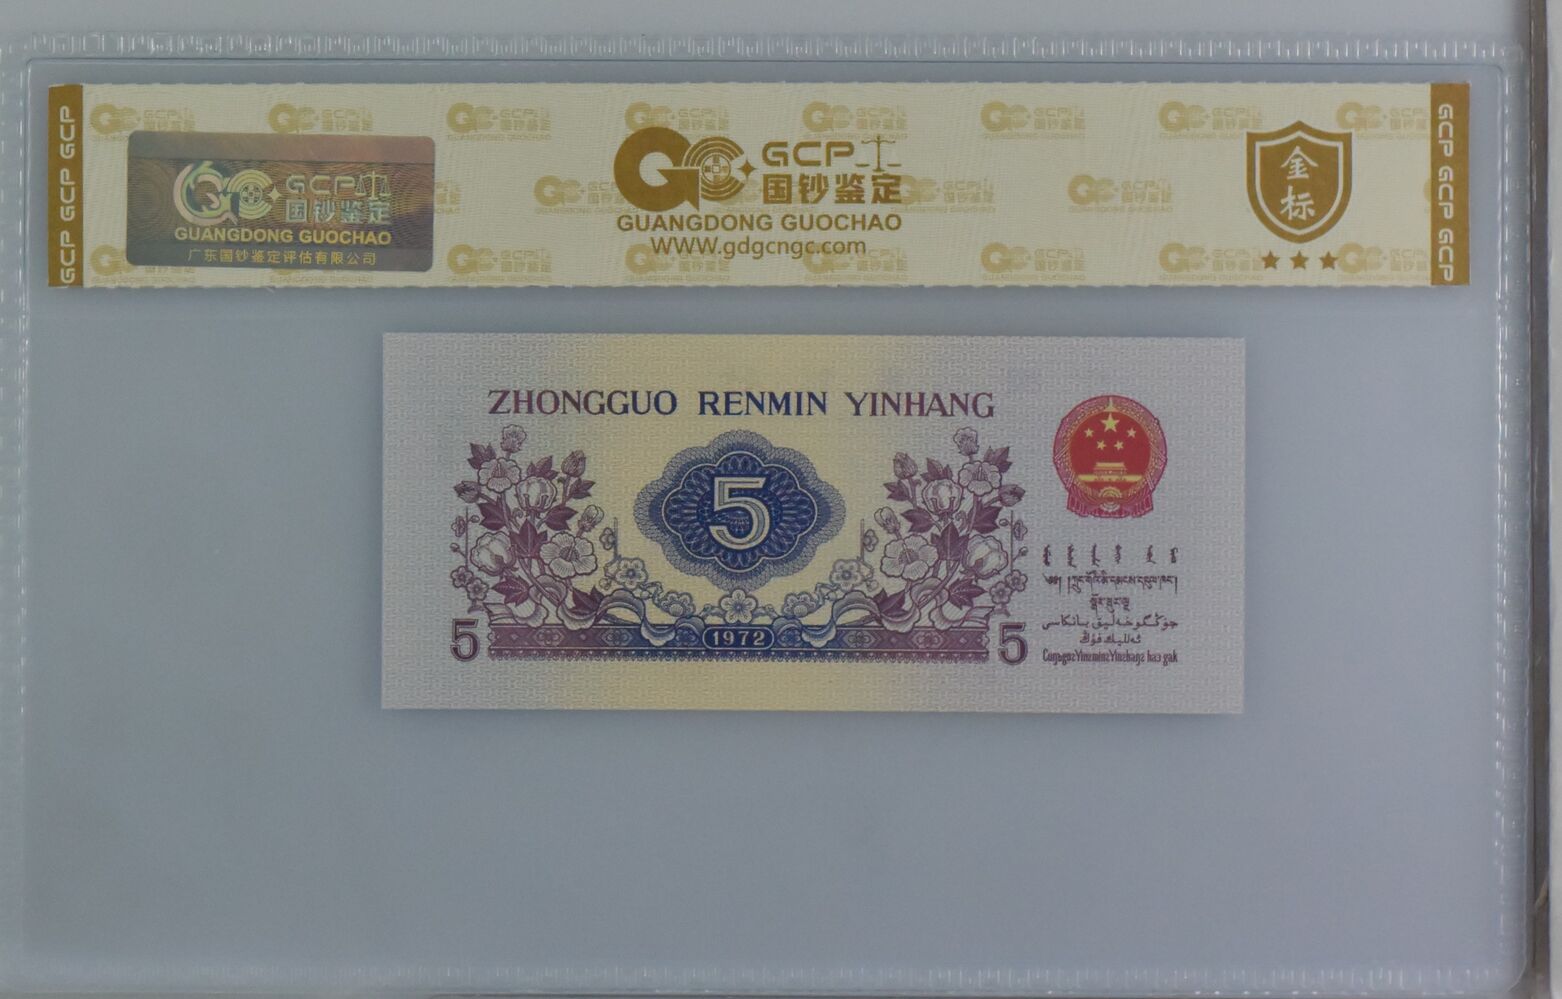 GCP GCP GCP
GCP
国钞鉴定
GUANGDONG GUOCHAO
广东国钞鉴定评估有限公司
GCP
国钞鉴定
GUANGDONG GUOCHAO
WWW.gdgcngc.com
金标
GCP GCP GCP
ZHONGGUO RENMIN YINHANG
5
1972
5
5